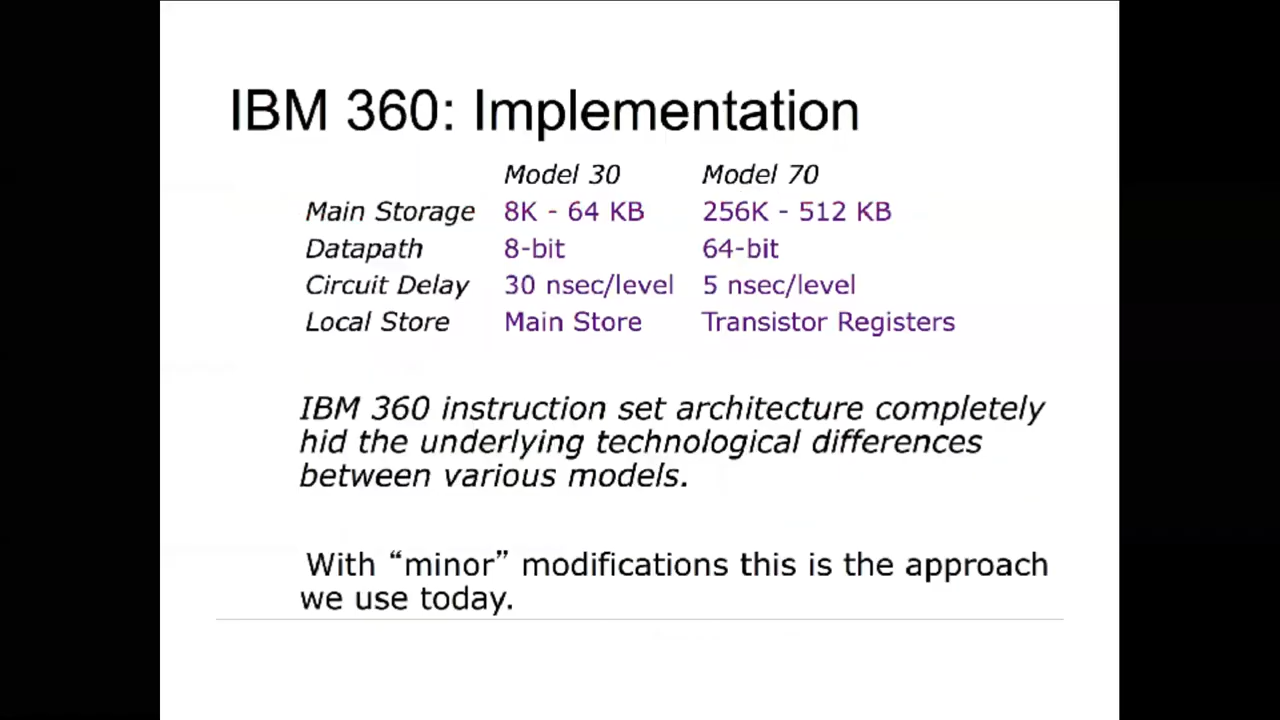 IBM 360: Implementation
Model 30 Model 70
Main Storage 8K - 64 KB 256K - 512 KB
Datapath 8-bit 64-bit
Circuit Delay 30 nsec/level 5 nsec/level
Local Store Main Store Transistor Registers
IBM 360 instruction set architecture completely
hid the underlying technological differences
between various models.
With “minor” modifications this is the approach
we use today.